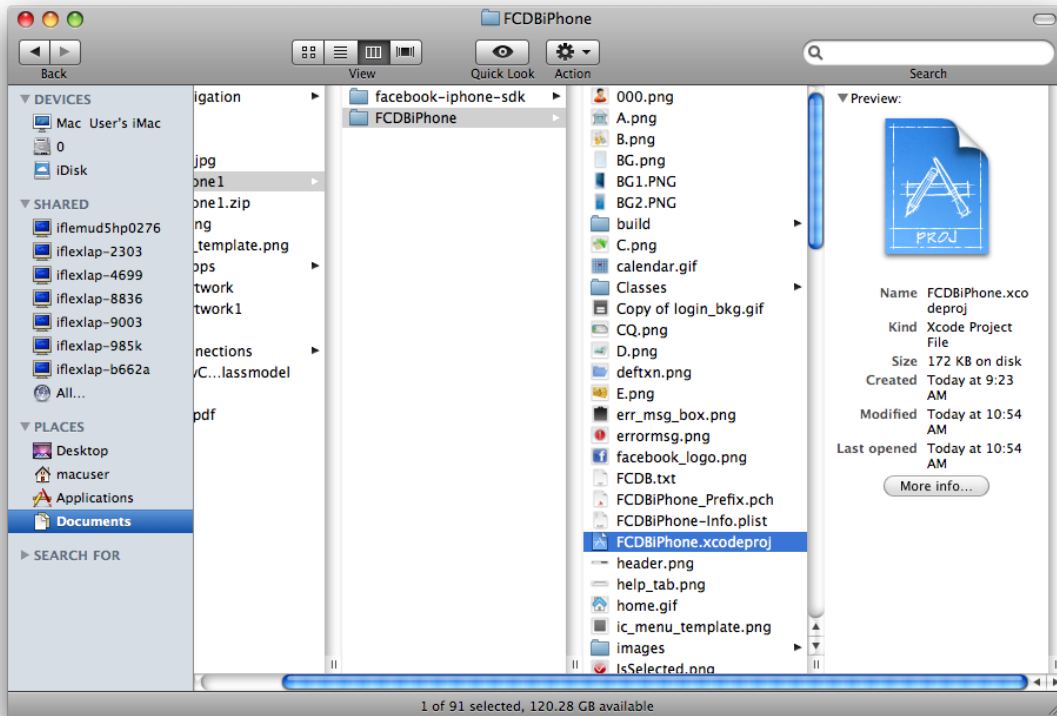 FCDBiPhone
Back
View
Quick Look
Action
Search
DEVICES
Mac User's iMac
0
iDisk
SHARED
iflemud5hp0276
iflexlap-2303
iflexlap-4699
iflexlap-8836
iflexlap-9003
iflexlap-985k
iflexlap-b662a
All...
PLACES
Desktop
macuser
Applications
Documents
SEARCH FOR
igation
jpg
one1
one1.zip
ng
_template.png
ops
twork
twork1
nections
C...lassmodel
pdf
facebook-iphone-sdk
FCDBiPhone
000.png
A.png
B.png
BG.png
BG1.PNG
BG2.PNG
build
C.png
calendar.gif
Classes
Copy of login_bkg.gif
CQ.png
D.png
deftxn.png
E.png
err_msg_box.png
errormsg.png
facebook_logo.png
FCDB.txt
FCDBiPhone_Prefix.pch
FCDBiPhone-Info.plist
FCDBiPhone.xcodeproj
header.png
help_tab.png
home.gif
ic_menu_template.png
images
IsSelected.png
Preview:
PROJ
Name FCDBiPhone.xco
deproj
Kind Xcode Project
File
Size 172 KB on disk
Created Today at 9:23
AM
Modified Today at 10:54
AM
Last opened Today at 10:54
AM
More info...
1 of 91 selected, 120.28 GB available